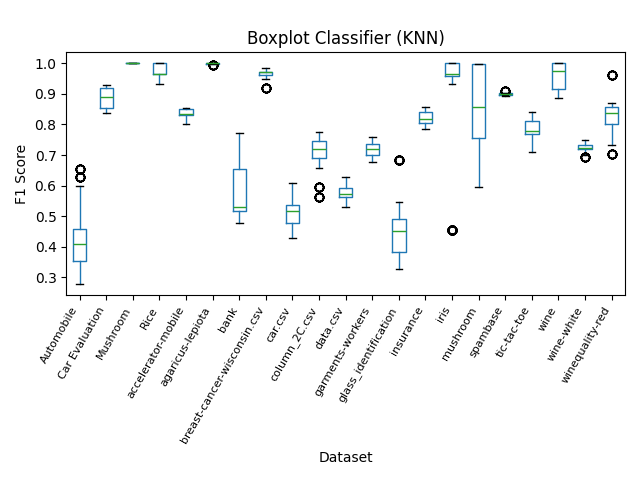 Boxplot Classifier (KNN)
F1 Score
1.0
0.9
0.8
0.7
0.6
0.5
0.4
0.3
Automobile
Car Evaluation
Mushroom
Rice
accelerator-mobile
agaricus-lepiota
bank
breast-cancer-wisconsin.csv
car.csv
column_2C.csv
data.csv
garments-workers
glass_identification
insurance
iris
mushroom
spambase
tic-tac-toe
wine
wine-white
winequality-red
Dataset